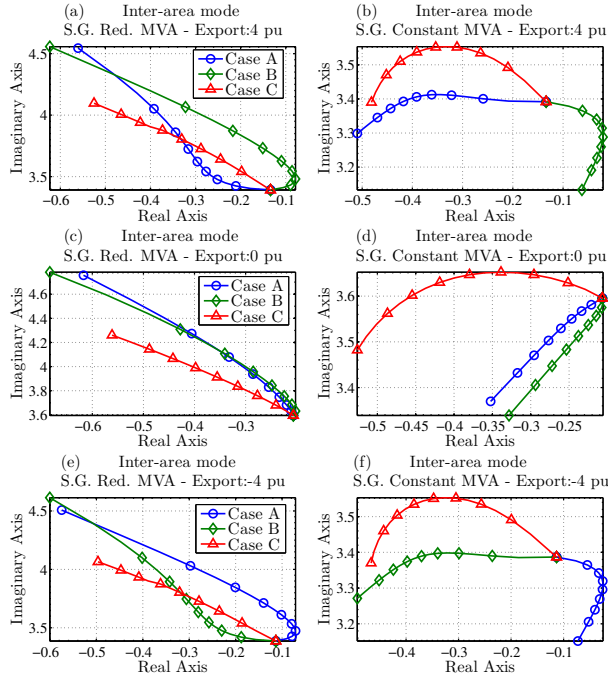 (a) Inter-area mode
S.G. Red. MVA - Export:4 pu
4.5
4
3.5
Imaginary Axis
Case A
Case B
Case C
-0.6 -0.5 -0.4 -0.3 -0.2 -0.1
Real Axis
(b) Inter-area mode
S.G. Constant MVA - Export:4 pu
3.5
3.4
3.3
3.2
Imaginary Axis
-0.5 -0.4 -0.3 -0.2 -0.1
Real Axis
(c) Inter-area mode
S.G. Red. MVA - Export:0 pu
4.6
4.4
4.2
4
3.8
3.6
Imaginary Axis
Case A
Case B
Case C
-0.6 -0.5 -0.4 -0.3
Real Axis
(d) Inter-area mode
S.G. Constant MVA - Export:0 pu
3.6
3.5
3.4
Imaginary Axis
-0.5 -0.45 -0.4 -0.35 -0.3 -0.25
Real Axis
(e) Inter-area mode
S.G. Red. MVA - Export:-4 pu
4.5
4
3.5
Imaginary Axis
Case A
Case B
Case C
-0.6 -0.5 -0.4 -0.3 -0.2 -0.1
Real Axis
(f) Inter-area mode
S.G. Constant MVA - Export:-4 pu
3.5
3.4
3.3
3.2
Imaginary Axis
-0.4 -0.3 -0.2 -0.1
Real Axis